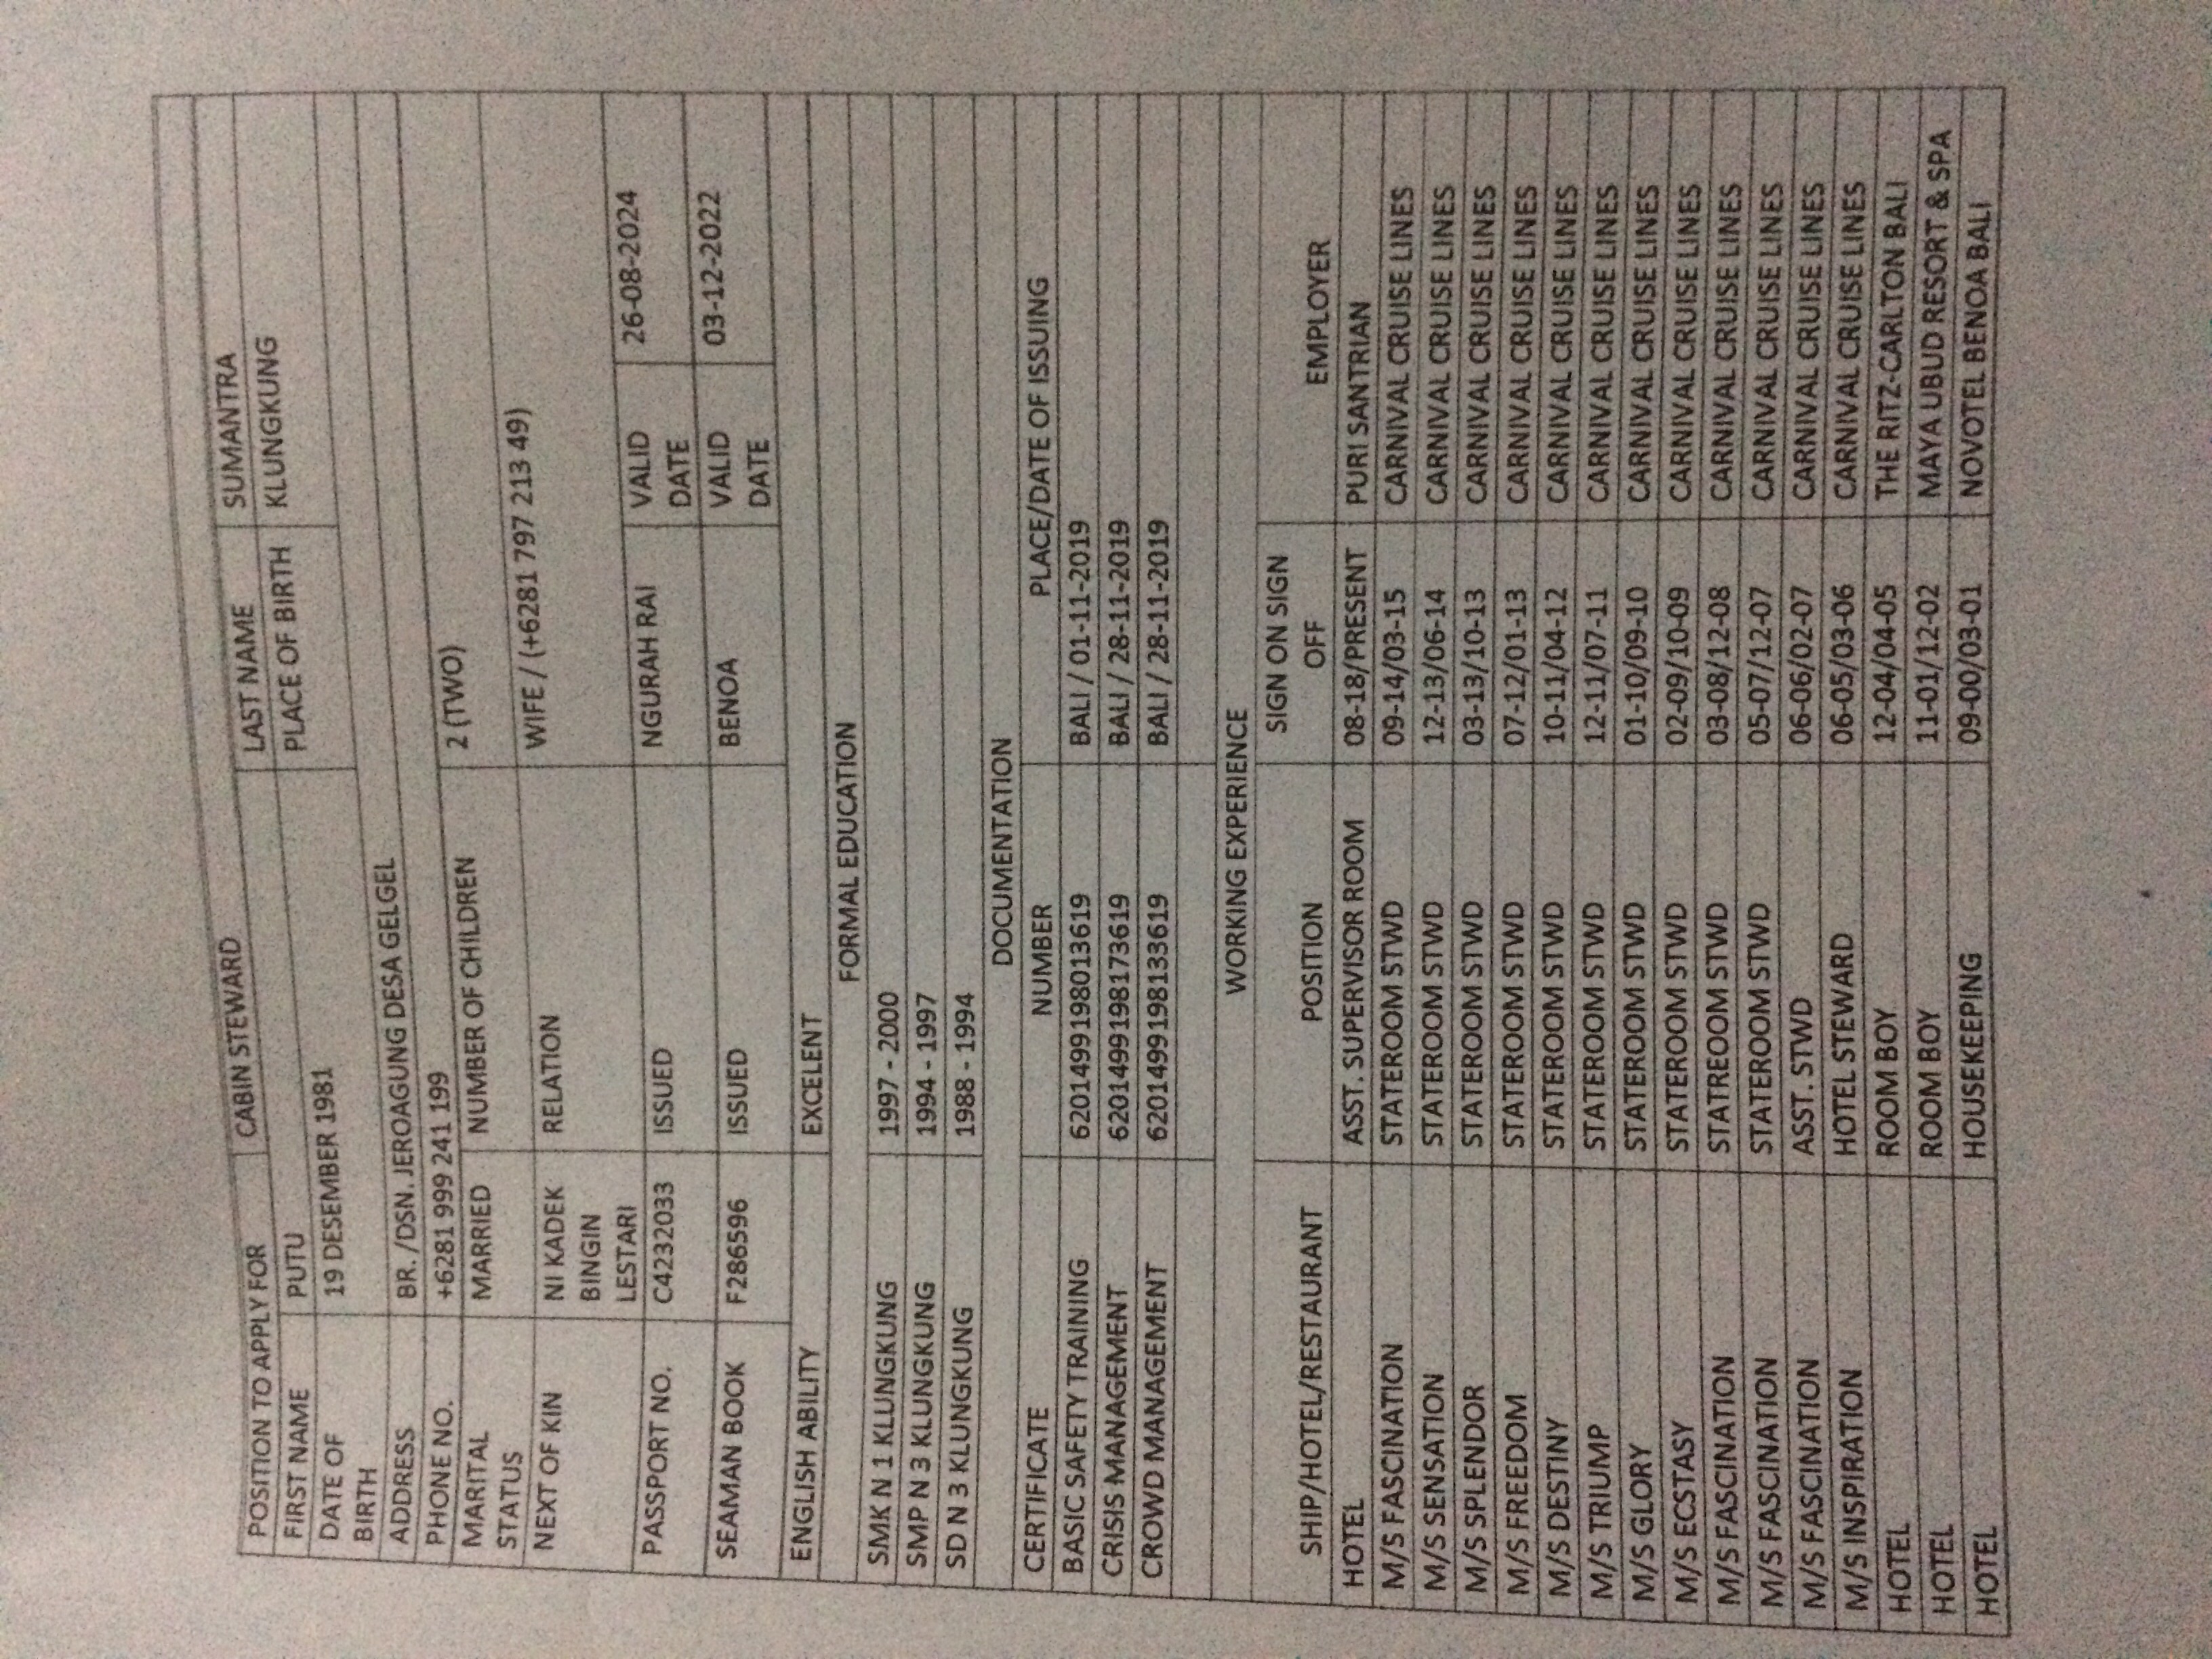 POSITION TO APPLY FOR CABIN STEWARD
FIRST NAME PUTU LAST NAME SUMANTRA
DATE OF BIRTH 19 DESEMBER 1981 PLACE OF BIRTH KLUNGKUNG
ADDRESS BR. /DSN. JEROAGUNG DESA GELGEL
PHONE NO. +6281 999 241 199
MARITAL STATUS MARRIED NUMBER OF CHILDREN 2 (TWO)
NEXT OF KIN NI KADEK BINGIN LESTARI RELATION WIFE / (+6281 797 213 49)
PASSPORT NO. C4232033 ISSUED NGURAH RAI VALID DATE 26-08-2024
SEAMAN BOOK F286596 ISSUED BENOA VALID DATE 03-12-2022
ENGLISH ABILITY EXCELENT
FORMAL EDUCATION
SMK N 1 KLUNGKUNG 1997 - 2000
SMP N 3 KLUNGKUNG 1994 - 1997
SD N 3 KLUNGKUNG 1988 - 1994
DOCUMENTATION
CERTIFICATE NUMBER PLACE/DATE OF ISSUING
BASIC SAFETY TRAINING 6201499198013619 BALI / 01-11-2019
CRISIS MANAGEMENT 6201499198173619 BALI / 28-11-2019
CROWD MANAGEMENT 6201499198133619 BALI / 28-11-2019
WORKING EXPERIENCE
SHIP/HOTEL/RESTAURANT POSITION SIGN ON SIGN OFF EMPLOYER
HOTEL ASST. SUPERVISOR ROOM 08-18/PRESENT PURI SANTRIAN
M/S FASCINATION STATEROOM STWD 09-14/03-15 CARNIVAL CRUISE LINES
M/S SENSATION STATEROOM STWD 12-13/06-14 CARNIVAL CRUISE LINES
M/S SPLENDOR STATEROOM STWD 03-13/10-13 CARNIVAL CRUISE LINES
M/S FREEDOM STATEROOM STWD 07-12/01-13 CARNIVAL CRUISE LINES
M/S DESTINY STATEROOM STWD 10-11/04-12 CARNIVAL CRUISE LINES
M/S TRIUMP STATEROOM STWD 12-11/07-11 CARNIVAL CRUISE LINES
M/S GLORY STATEROOM STWD 01-10/09-10 CARNIVAL CRUISE LINES
M/S ECSTASY STATEROOM STWD 02-09/10-09 CARNIVAL CRUISE LINES
M/S FASCINATION STATREOOM STWD 03-08/12-08 CARNIVAL CRUISE LINES
M/S FASCINATION STATEROOM STWD 05-07/12-07 CARNIVAL CRUISE LINES
M/S FASCINATION ASST. STWD 06-06/02-07 CARNIVAL CRUISE LINES
M/S INSPIRATION HOTEL STEWARD 06-05/03-06 CARNIVAL CRUISE LINES
HOTEL ROOM BOY 12-04/04-05 THE RITZ-CARLTON BALI
HOTEL ROOM BOY 11-01/12-02 MAYA UBUD RESORT & SPA
HOTEL HOUSEKEEPING 09-00/03-01 NOVOTEL BENOA BALI